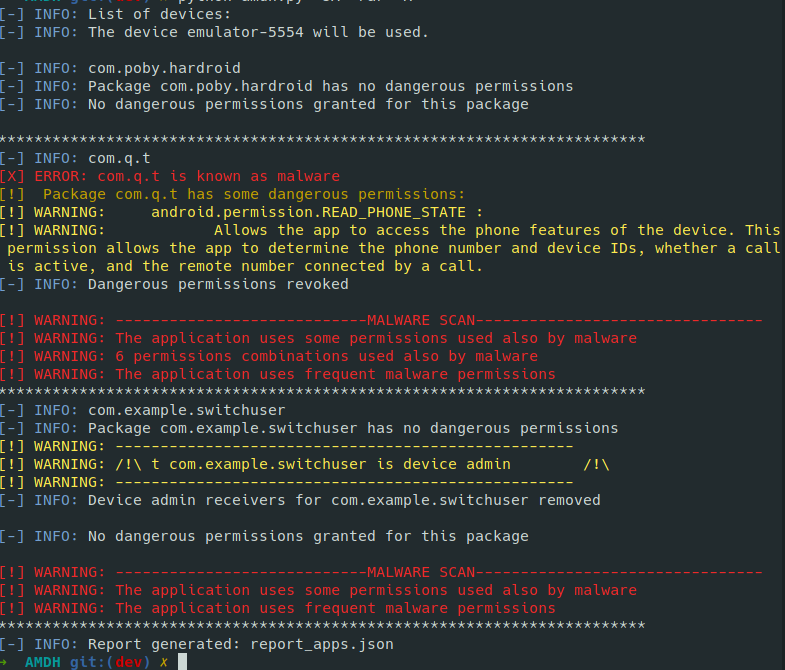 [-] INFO: List of devices:
[-] INFO: The device emulator-5554 will be used.
[-] INFO: com.poby.hardroid
[-] INFO: Package com.poby.hardroid has no dangerous permissions
[-] INFO: No dangerous permissions granted for this package
************************************************************************
[-] INFO: com.q.t
[X] ERROR: com.q.t is known as malware
[!]  Package com.q.t has some dangerous permissions:
[!] WARNING:     android.permission.READ_PHONE_STATE :
[!] WARNING:            Allows the app to access the phone features of the device. This
permission allows the app to determine the phone number and device IDs, whether a call
is active, and the remote number connected by a call.
[-] INFO: Dangerous permissions revoked
[!] WARNING: ----------------------------MALWARE SCAN--------------------------------
[!] WARNING: The application uses some permissions used also by malware
[!] WARNING: 6 permissions combinations used also by malware
[!] WARNING: The application uses frequent malware permissions
************************************************************************
[-] INFO: com.example.switchuser
[-] INFO: Package com.example.switchuser has no dangerous permissions
[!] WARNING: ---------------------------------------------------
[!] WARNING: /!\ t com.example.switchuser is device admin        /!\
[!] WARNING: ---------------------------------------------------
[-] INFO: Device admin receivers for com.example.switchuser removed
[-] INFO: No dangerous permissions granted for this package
[!] WARNING: ----------------------------MALWARE SCAN--------------------------------
[!] WARNING: The application uses some permissions used also by malware
[!] WARNING: The application uses frequent malware permissions
************************************************************************
[-] INFO: Report generated: report_apps.json
→  AMDH git:(dev) ✗